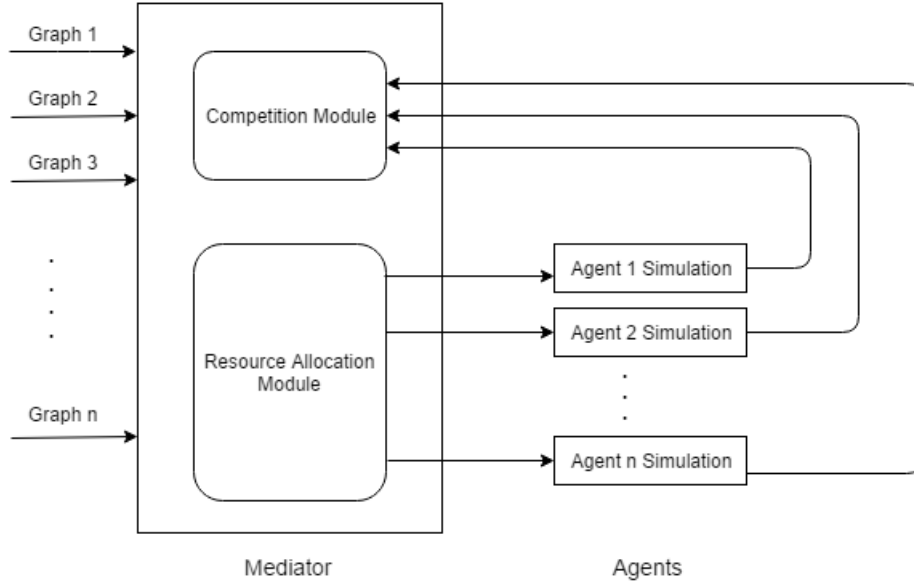 Graph 1
Graph 2
Graph 3
Graph n
Competition Module
Resource Allocation
Module
Agent 1 Simulation
Agent 2 Simulation
Agent n Simulation
Mediator
Agents